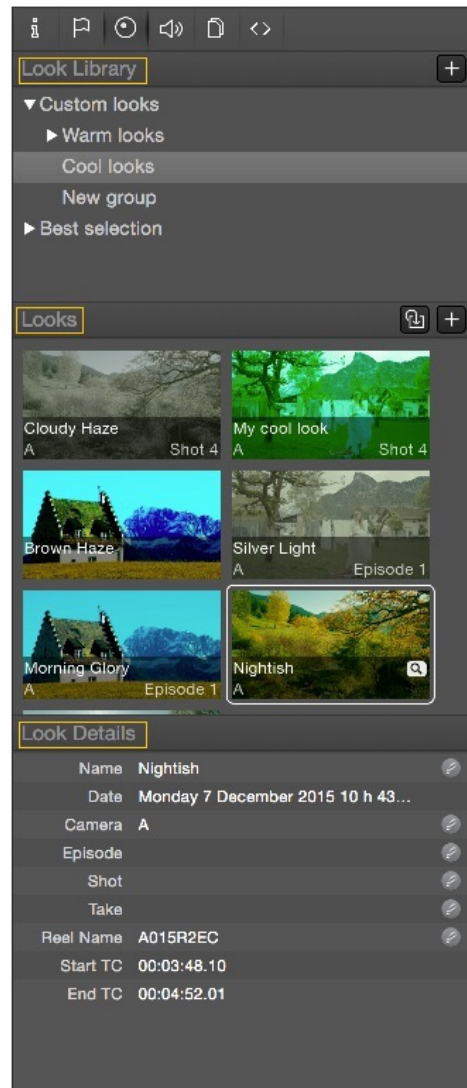 Look Library
Custom looks
Warm looks
Cool looks
New group
Best selection
Looks
Cloudy Haze
A Shot 4
My cool look
A Shot 4
Brown Haze
Silver Light
A Episode 1
Morning Glory
A Episode 1
Nightish
A
Look Details
Name Nightish
Date Monday 7 December 2015 10 h 43...
Camera A
Episode
Shot
Take
Reel Name A015R2EC
Start TC 00:03:48.10
End TC 00:04:52.01